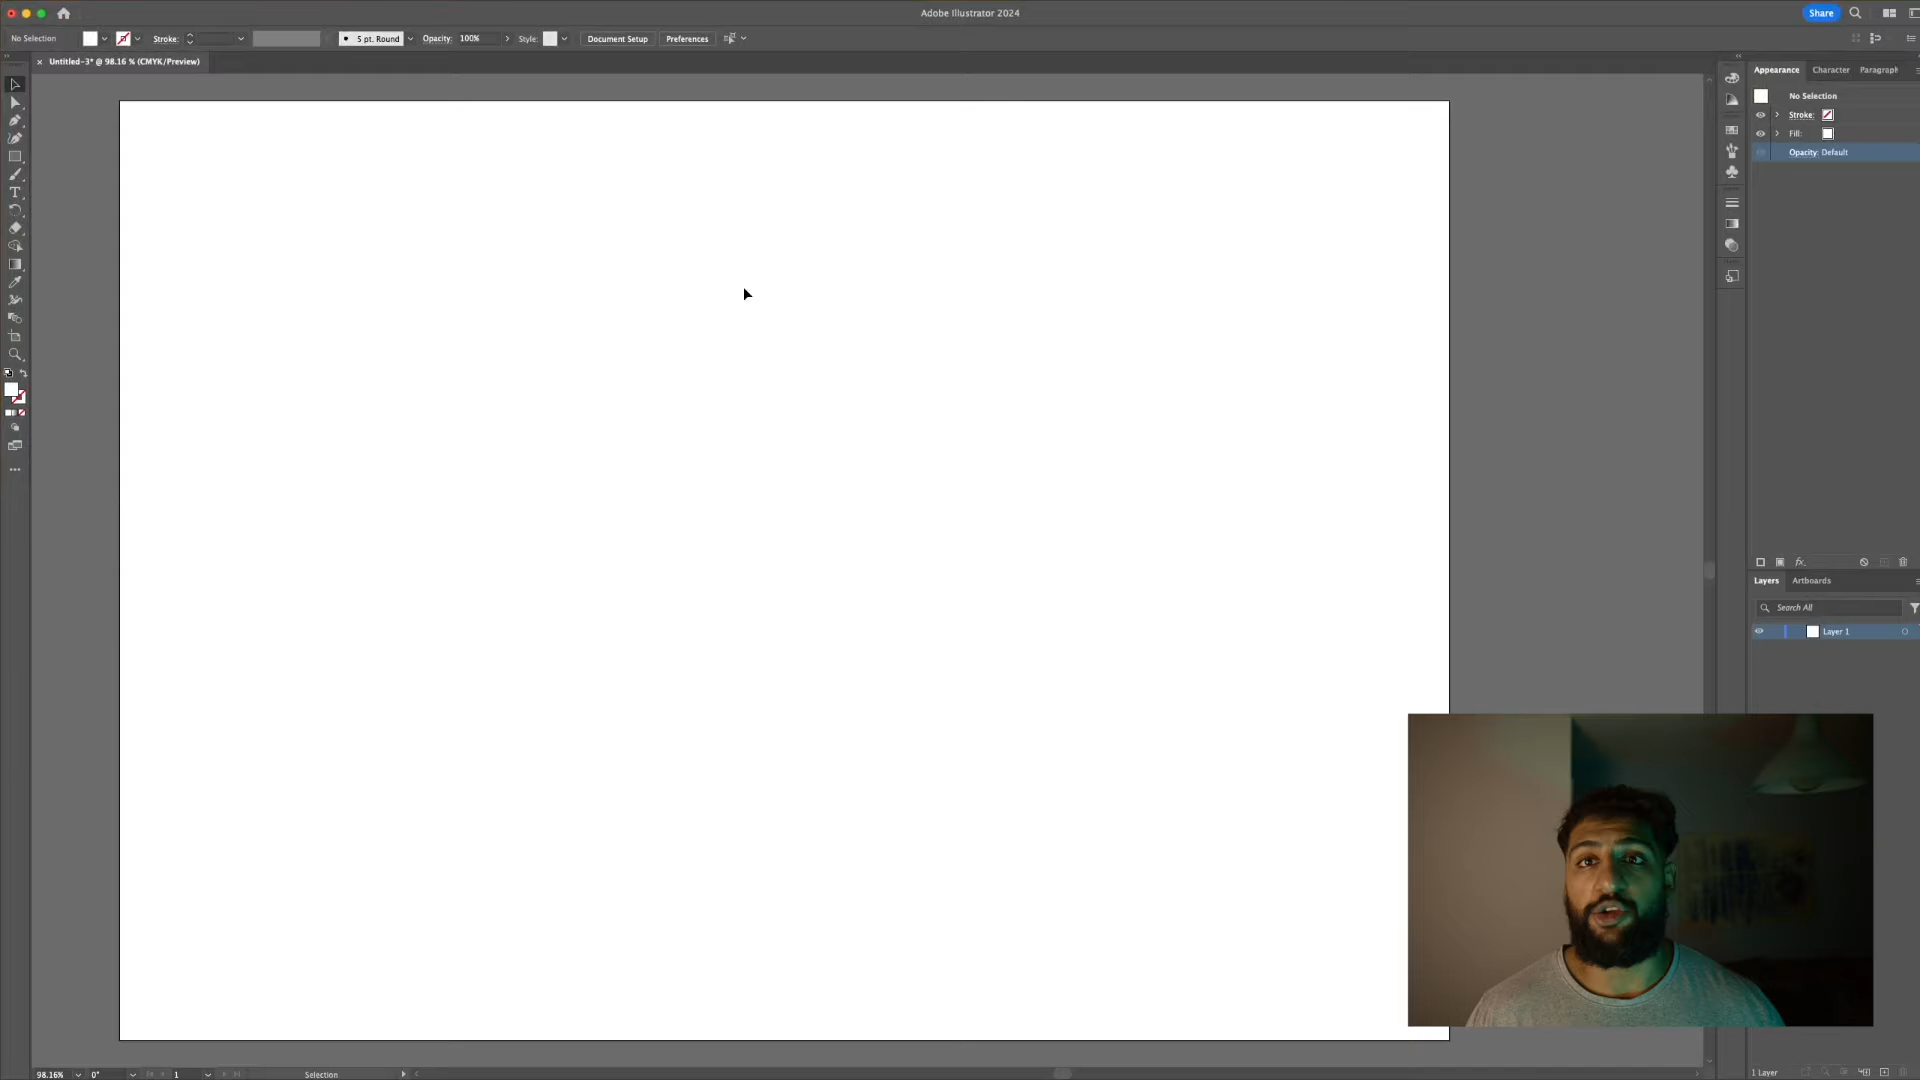 Adobe Illustrator 2024
Share
No Selection
Stroke:
5 pt. Round
Opacity: 100%
Style:
Document Setup
Preferences
Untitled-3* @ 98.16 % (CMYK/Preview)
Appearance
Character
Paragraph
No Selection
Stroke:
Fill:
Opacity: Default
fx
Layers
Artboards
Search All
Layer 1
98.16%
0°
1
Selection
1 Layer